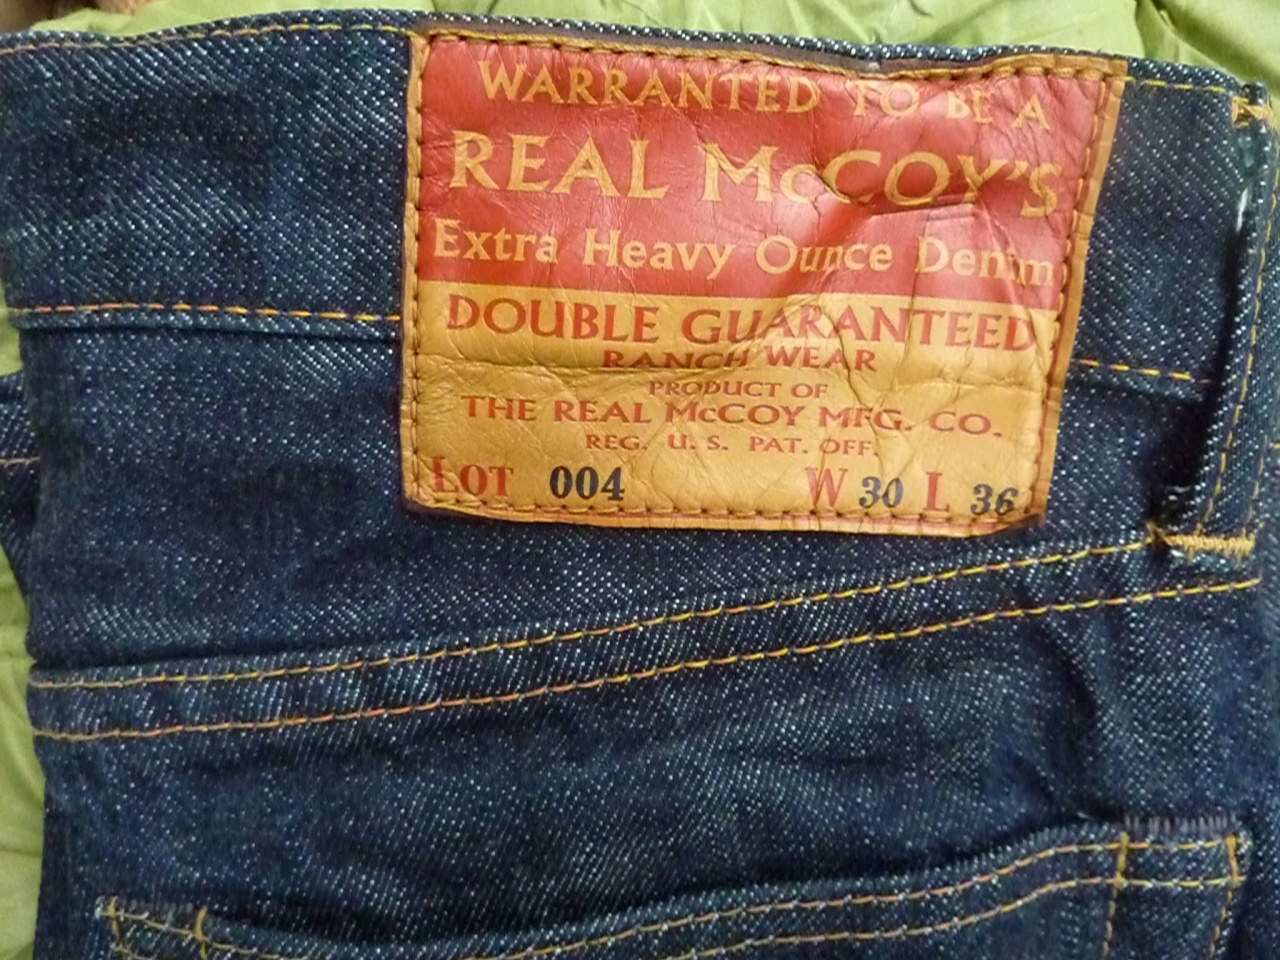 WARRANTED TO BE A
REAL McCOY'S
Extra Heavy Ounce Denim
DOUBLE GUARANTEED
RANCH WEAR
PRODUCT OF
THE REAL McCOY MFG. CO.
REG. U. S. PAT. OFF.
LOT 004 W 30 L 36